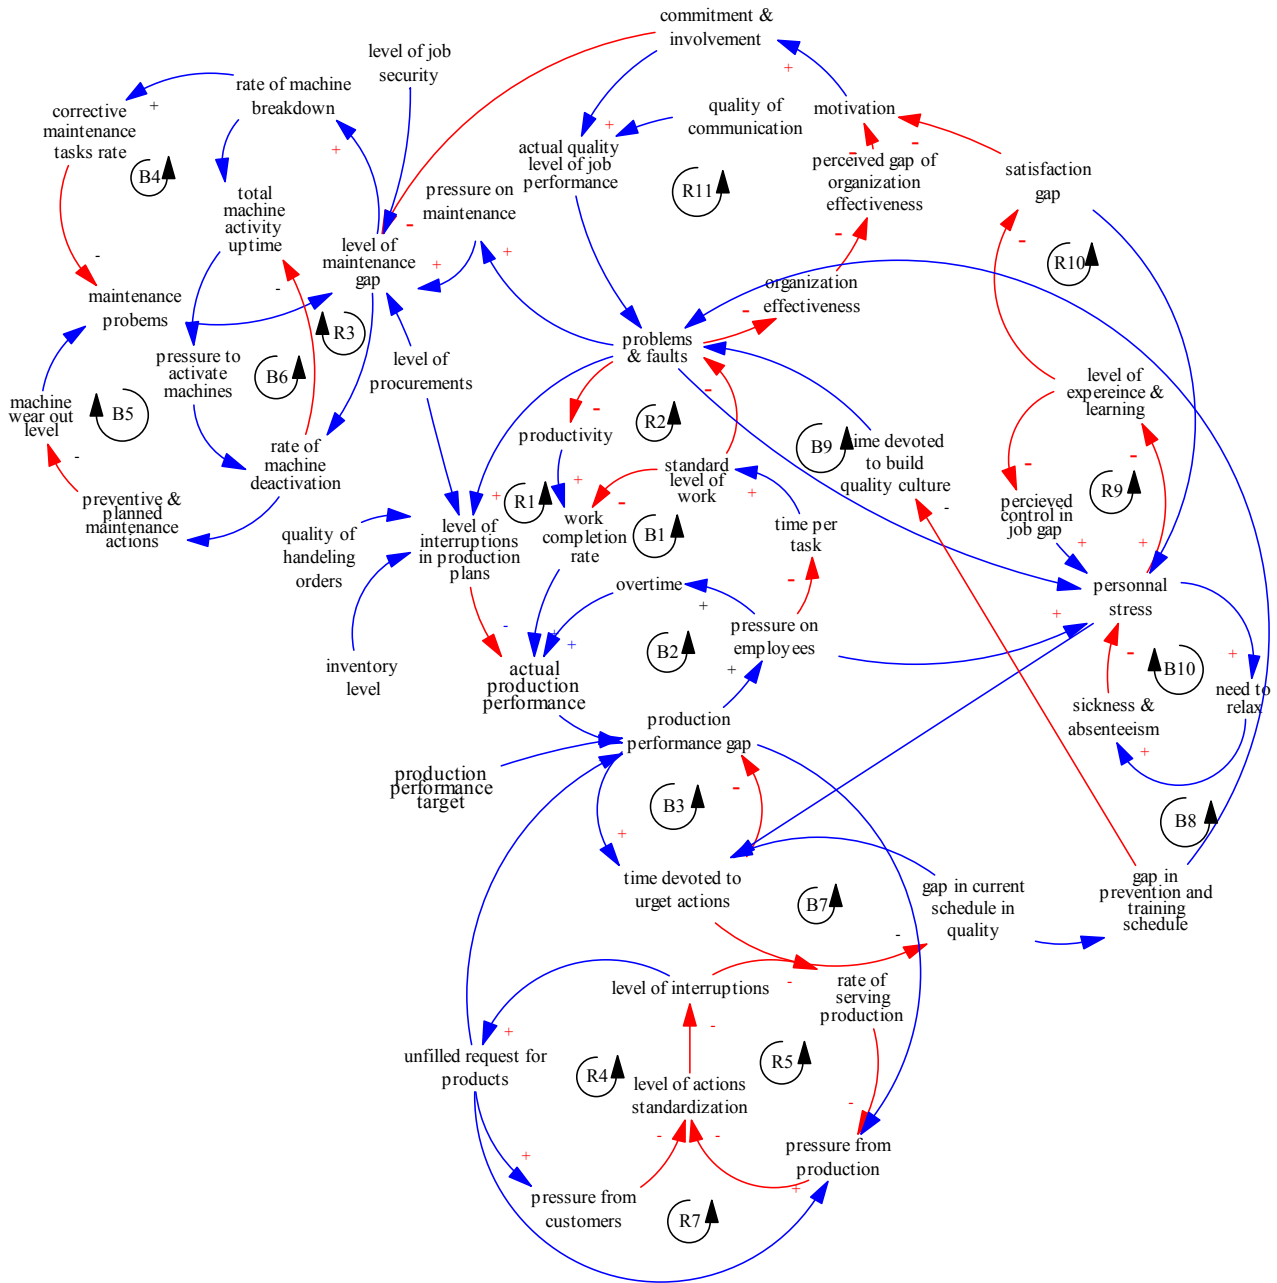 commitment &
involvement
level of job
security
rate of machine
breakdown
corrective
maintenance
tasks rate
quality of
communication
motivation
actual quality
level of job
performance
perceived gap of
organization
effectiveness
satisfaction
gap
B4
R11
pressure on
maintenance
total
machine
activity
uptime
level of
maintenance
gap
R10
organization
effectiveness
maintenance
probems
R3
problems
& faults
pressure to
activate
machines
B6
level of
procurements
level of
expereince &
learning
machine
wear out
level
B5
R2
productivity
B9
ime devoted
to build
quality culture
rate of
machine
deactivation
standard
level of
work
R9
preventive &
planned
maintenance
actions
R1
percieved
control in
job gap
quality of
handeling
orders
level of
interruptions
in production
plans
work
completion
rate
B1
time per
task
overtime
personnal
stress
pressure on
employees
B2
inventory
level
actual
production
performance
B10
need to
relax
sickness &
absenteeism
production
performance gap
production
performance
target
B3
B8
time devoted to
urget actions
gap in current
schedule in
quality
gap in
prevention and
training
schedule
B7
level of interruptions
rate of
serving
production
unfilled request for
products
R4
R5
level of actions
standardization
pressure from
production
pressure from
customers
R7